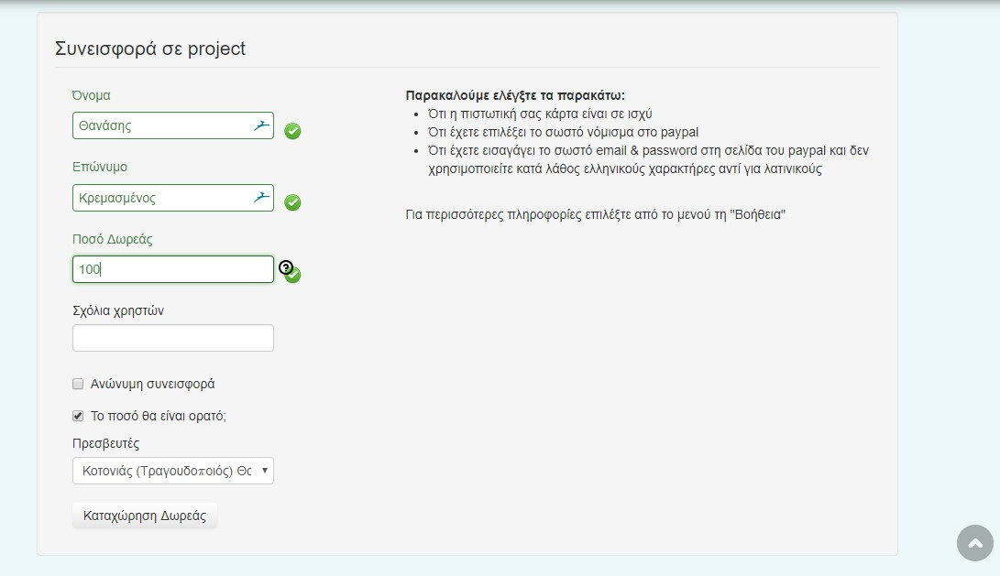 Συνεισφορά σε project
Όνομα
Θανάσης
Επώνυμο
Κρεμασμένος
Ποσό Δωρεάς
100
Σχόλια χρηστών
Ανώνυμη συνεισφορά
Το ποσό θα είναι ορατό;
Πρεσβευτές
Κοτονιάς (Τραγουδοποιός)
Καταχώρηση Δωρεάς
Παρακαλούμε ελέγξτε τα παρακάτω:
Ότι η πιστωτική σας κάρτα είναι σε ισχύ
Ότι έχετε επιλέξει το σωστό νόμισμα στο paypal
Ότι έχετε εισαγάγει το σωστό email & password στη σελίδα του paypal και δεν
χρησιμοποιείτε κατά λάθος ελληνικούς χαρακτήρες αντί για λατινικούς
Για περισσότερες πληροφορίες επιλέξτε από το μενού τη "Βοήθεια"